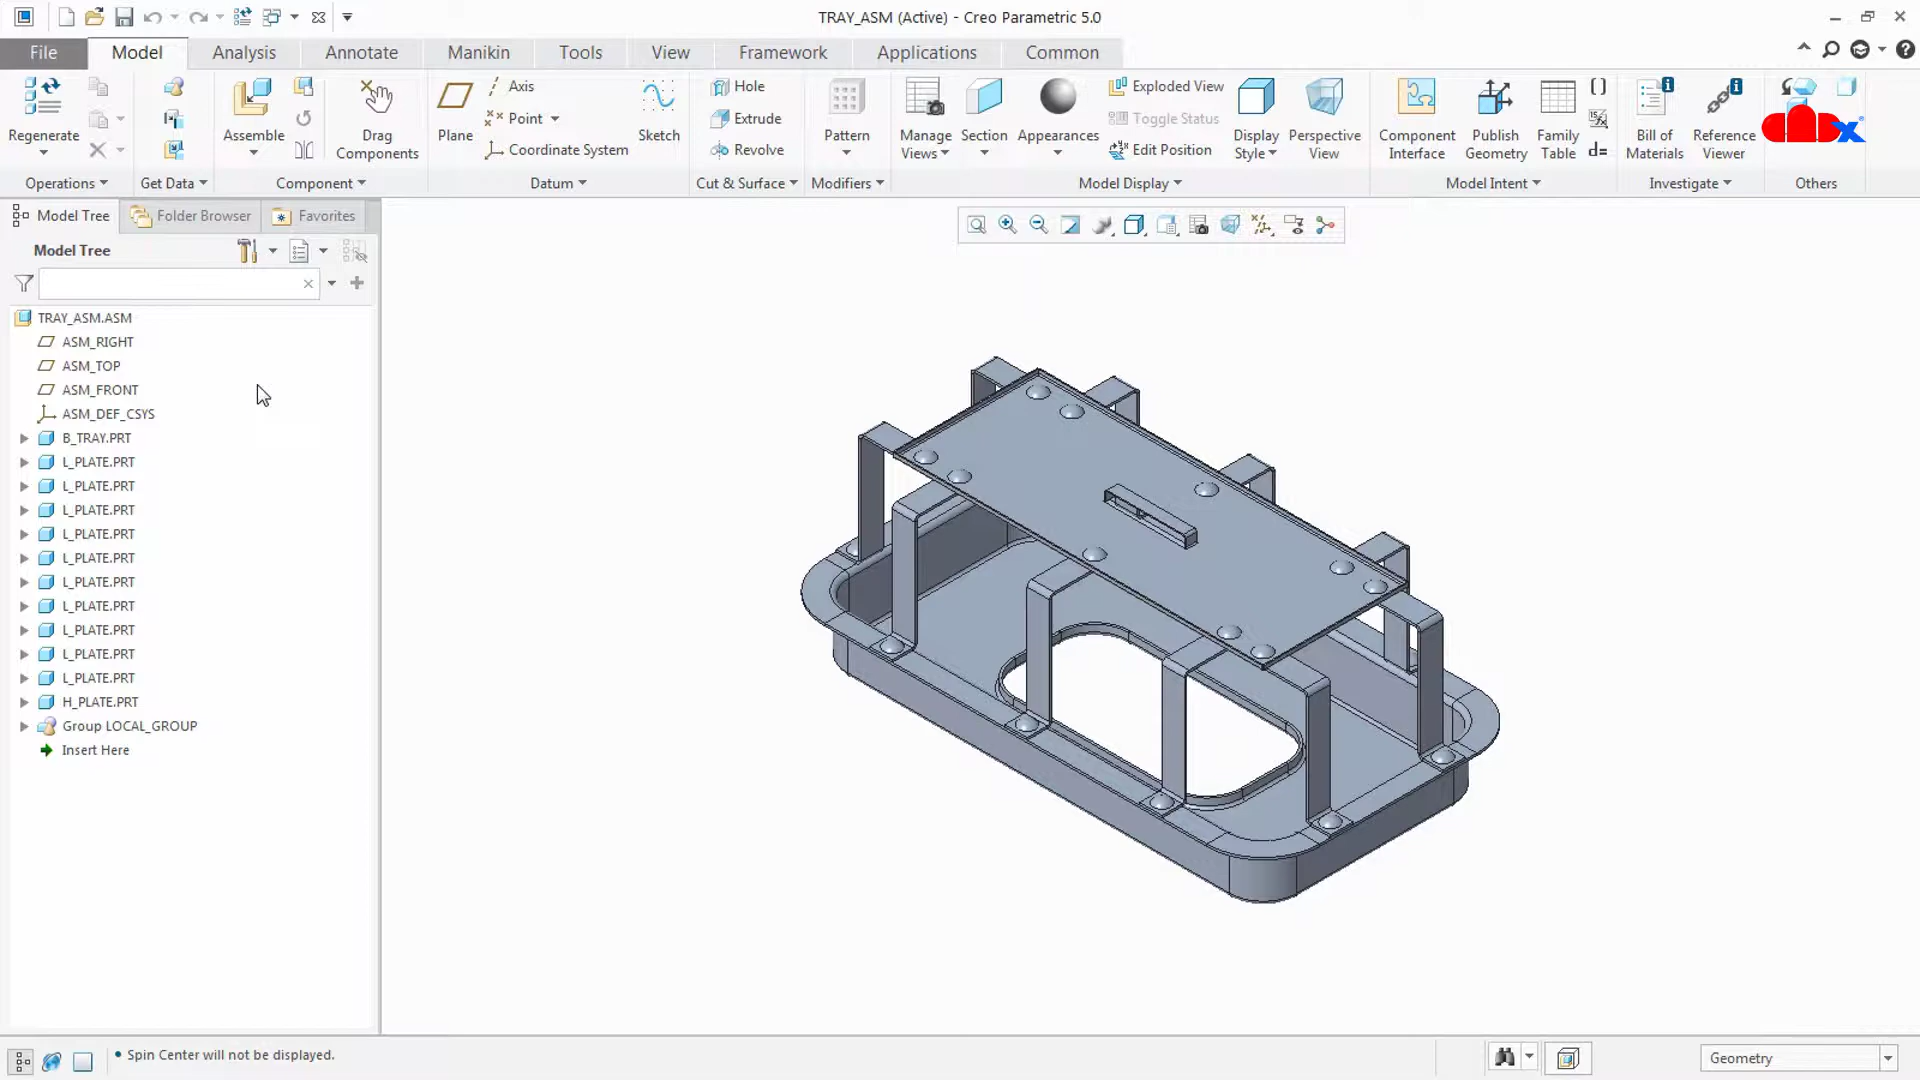 TRAY_ASM (Active) - Creo Parametric 5.0
File Model Analysis Annotate Manikin Tools View Framework Applications Common
Regenerate
Assemble
Drag
Components
Plane
Axis
Point
Coordinate System
Sketch
Hole
Extrude
Revolve
Pattern
Manage
Views
Section
Appearances
Exploded View
Toggle Status
Edit Position
Display
Style
Perspective
View
Component
Interface
Publish
Geometry
Family
Table
Bill of
Materials
Reference
Viewer
Operations Get Data Component Datum Cut & Surface Modifiers Model Display Model Intent Investigate Others
Model Tree Folder Browser Favorites
Model Tree
TRAY_ASM.ASM
ASM_RIGHT
ASM_TOP
ASM_FRONT
ASM_DEF_CSYS
B_TRAY.PRT
L_PLATE.PRT
L_PLATE.PRT
L_PLATE.PRT
L_PLATE.PRT
L_PLATE.PRT
L_PLATE.PRT
L_PLATE.PRT
L_PLATE.PRT
L_PLATE.PRT
L_PLATE.PRT
H_PLATE.PRT
Group LOCAL_GROUP
Insert Here
• Spin Center will not be displayed.
Geometry